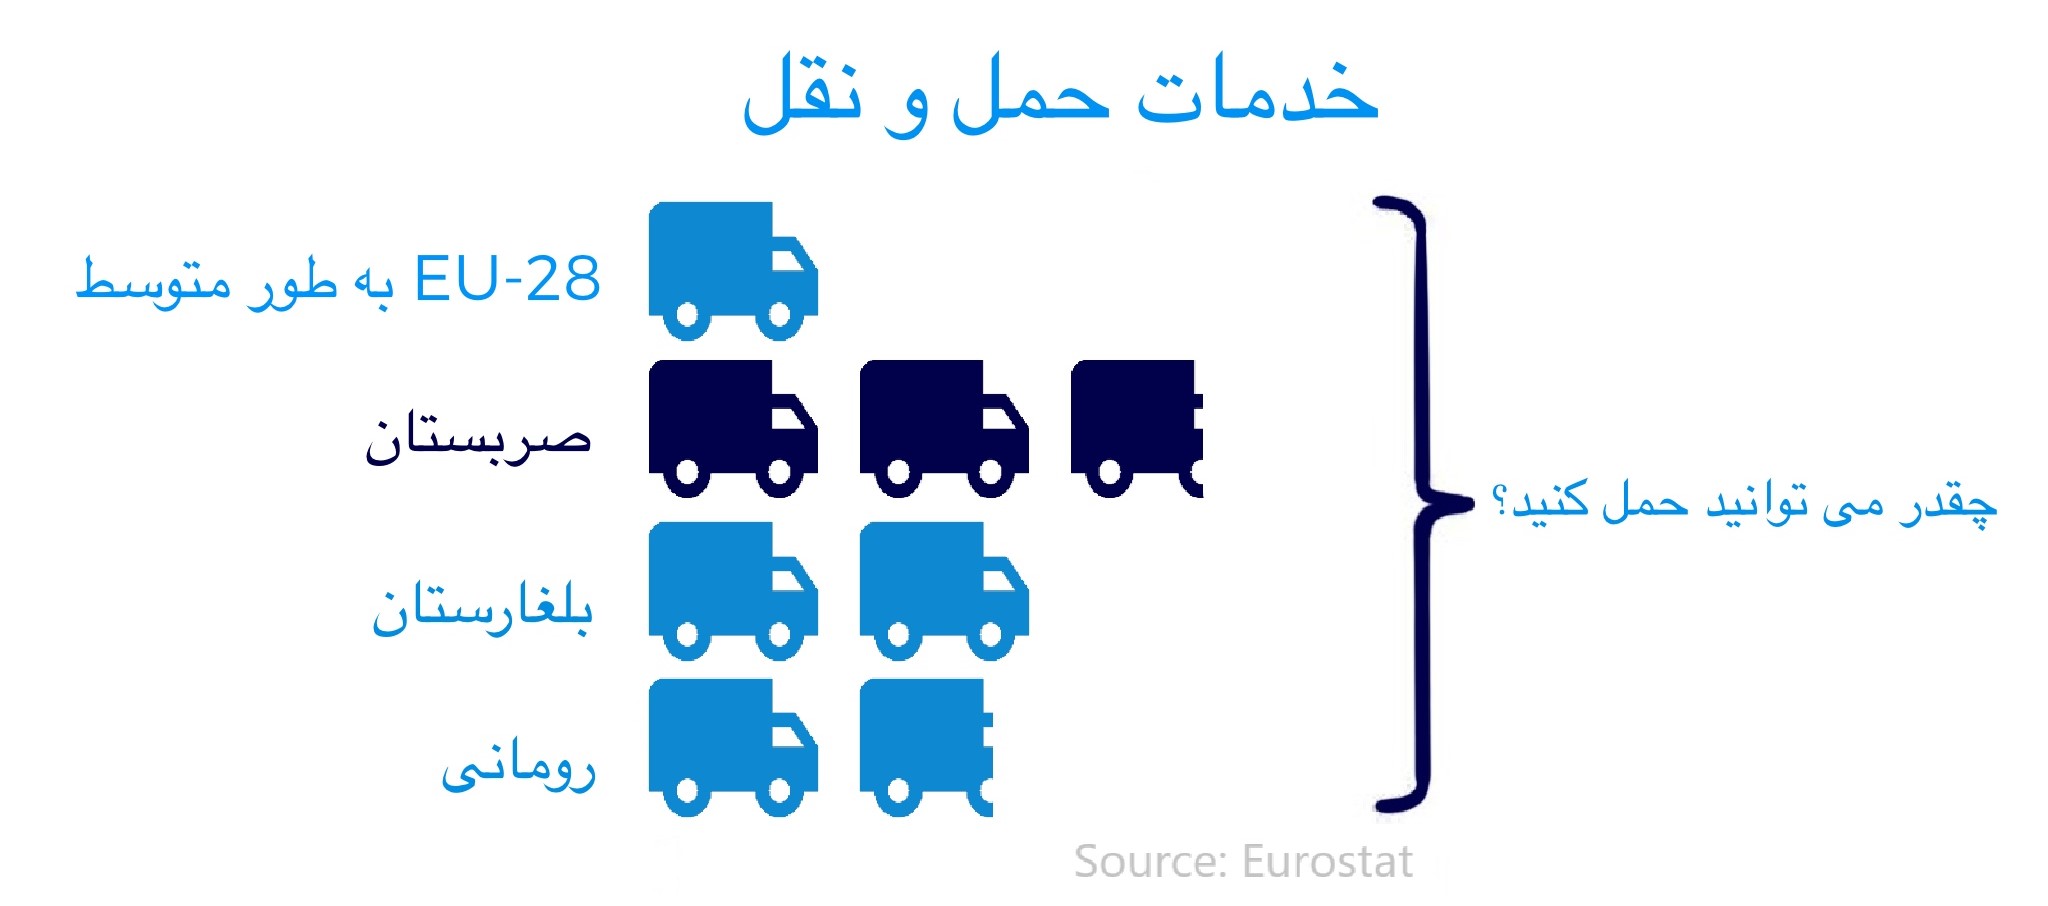 خدمات حمل و نقل
EU-28 به طور متوسط
صربستان
بلغارستان
رومانی
چقدر می توانید حمل کنید؟
Source: Eurostat